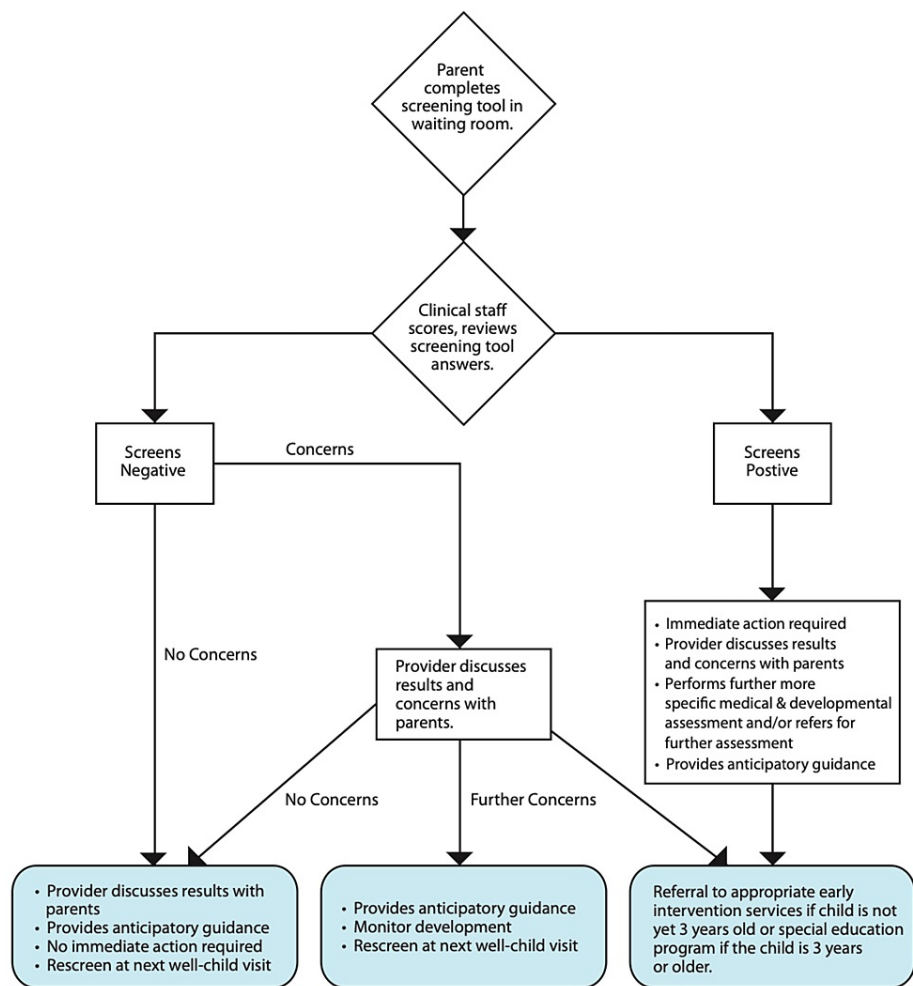 Parent
completes
screening tool in
waiting room.
Clinical staff
scores, reviews
screening tool
answers.
Screens
Negative
Concerns
Screens
Postive
No Concerns
Provider discusses
results and
concerns with
parents.
• Immediate action required
• Provider discusses results
and concerns with parents
• Performs further more
specific medical & developmental
assessment and/or refers for
further assessment
• Provides anticipatory guidance
No Concerns
Further Concerns
• Provider discusses results with
parents
• Provides anticipatory guidance
• No immediate action required
• Rescreen at next well-child visit
• Provides anticipatory guidance
• Monitor development
• Rescreen at next well-child visit
Referral to appropriate early
intervention services if child is not
yet 3 years old or special education
program if the child is 3 years
or older.